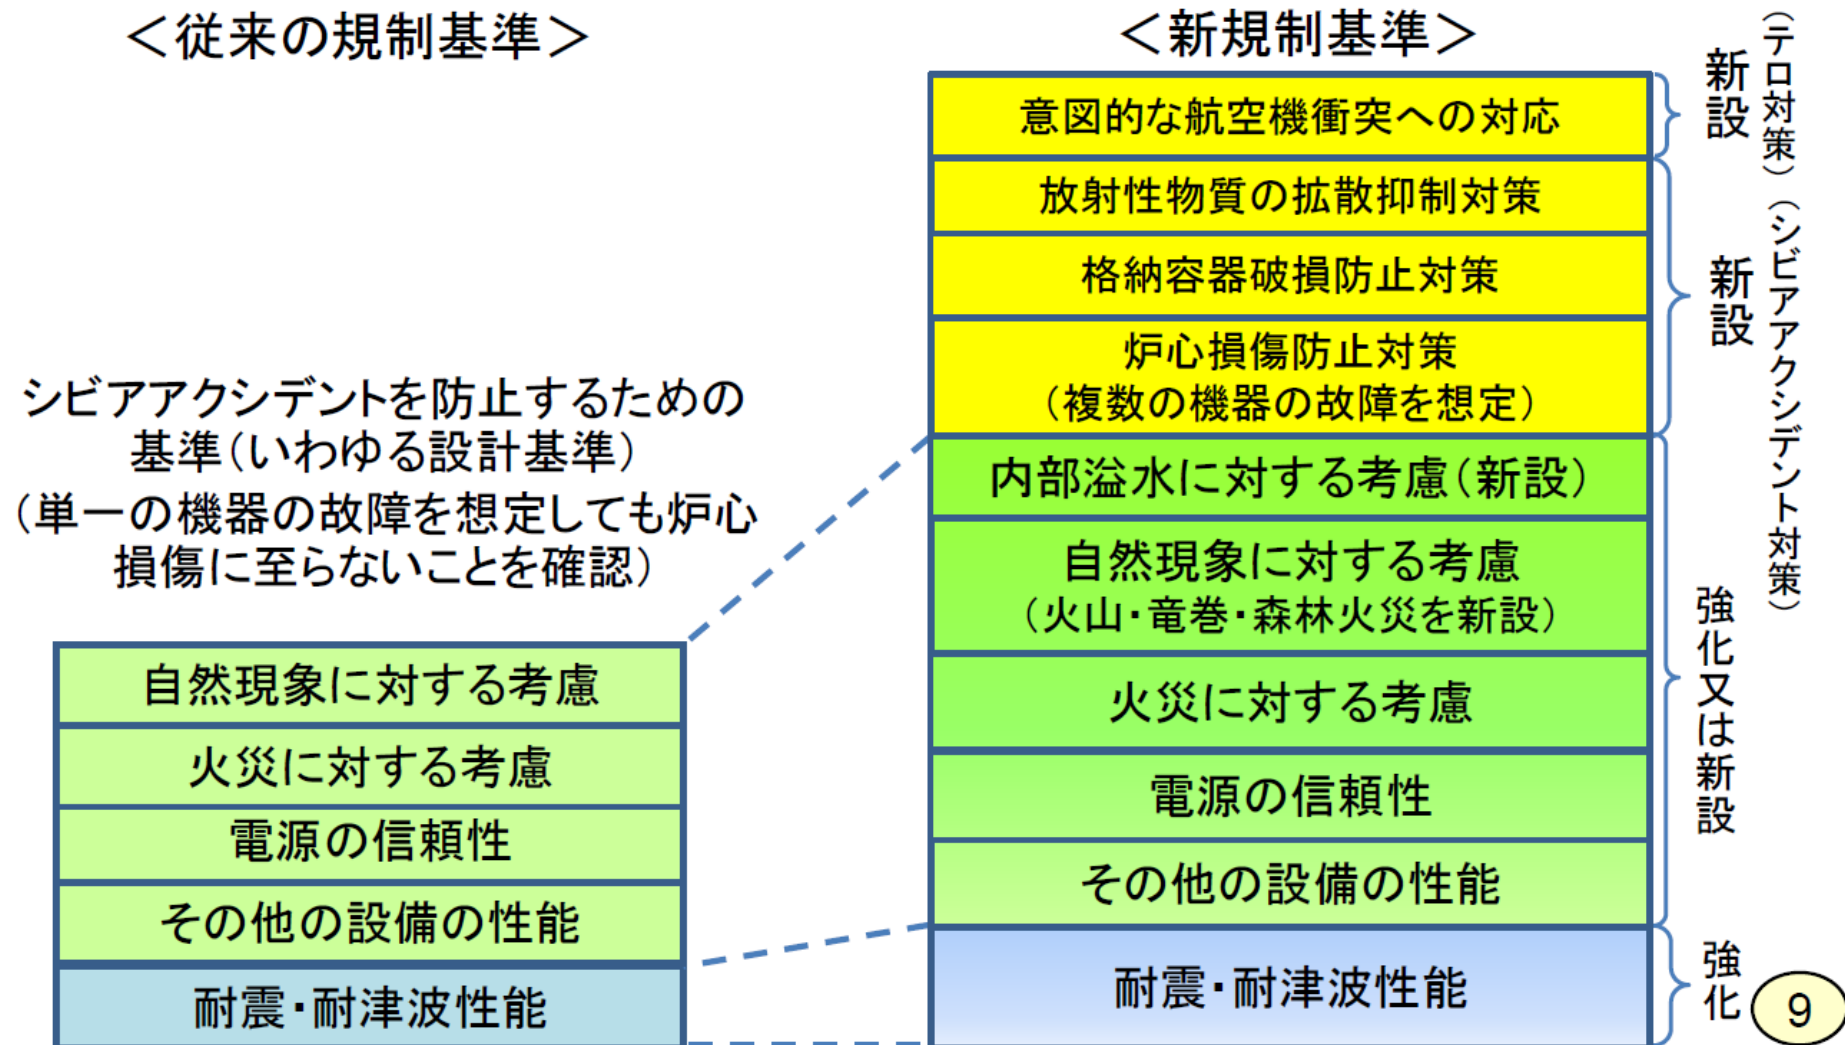 ＜従来の規制基準＞
シビアアクシデントを防止するための
基準（いわゆる設計基準）
（単一の機器の故障を想定しても炉心
損傷に至らないことを確認）
自然現象に対する考慮
火災に対する考慮
電源の信頼性
その他の設備の性能
耐震・耐津波性能
＜新規制基準＞
意図的な航空機衝突への対応
放射性物質の拡散抑制対策
格納容器破損防止対策
炉心損傷防止対策
（複数の機器の故障を想定）
内部溢水に対する考慮（新設）
自然現象に対する考慮
（火山・竜巻・森林火災を新設）
火災に対する考慮
電源の信頼性
その他の設備の性能
耐震・耐津波性能
新設
（テロ対策）
新設
（シビアアクシデント対策）
強化又は新設
強化
9